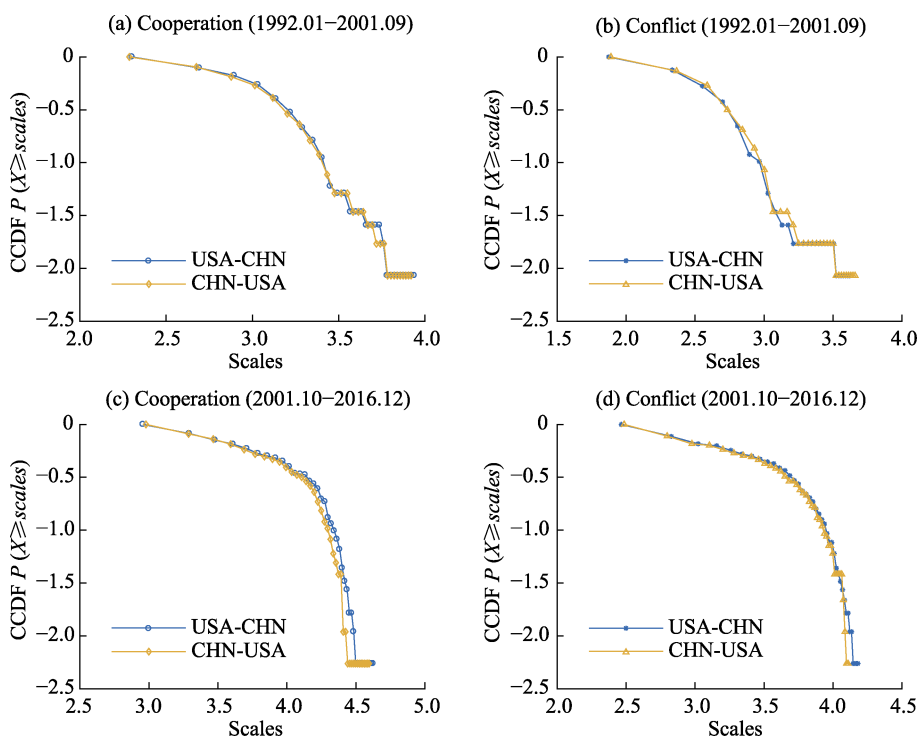 (a) Cooperation (1992.01−2001.09)
CCDF P (X⩾scales)
0
−0.5
−1.0
−1.5
−2.0
−2.5
USA-CHN
CHN-USA
2.0 2.5 3.0 3.5 4.0
Scales
(b) Conflict (1992.01−2001.09)
CCDF P (X⩾scales)
0
−0.5
−1.0
−1.5
−2.0
−2.5
USA-CHN
CHN-USA
1.5 2.0 2.5 3.0 3.5 4.0
Scales
(c) Cooperation (2001.10−2016.12)
CCDF P (X⩾scales)
0
−0.5
−1.0
−1.5
−2.0
−2.5
USA-CHN
CHN-USA
2.5 3.0 3.5 4.0 4.5 5.0
Scales
(d) Conflict (2001.10−2016.12)
CCDF P (X⩾scales)
0
−0.5
−1.0
−1.5
−2.0
−2.5
USA-CHN
CHN-USA
2.0 2.5 3.0 3.5 4.0 4.5
Scales